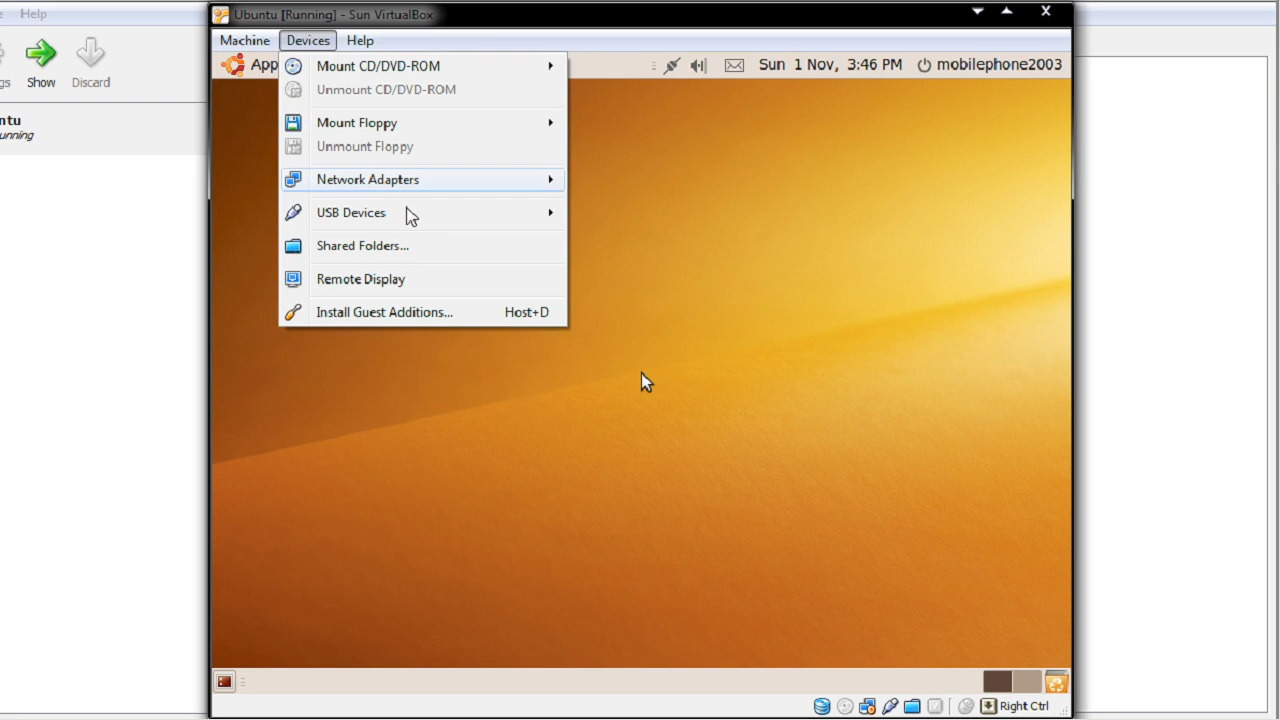 Help
Show
Discard
Ubuntu [Running] - Sun VirtualBox
Machine Devices Help
App
Sun 1 Nov, 3:46 PM
mobilephone2003
Mount CD/DVD-ROM
Unmount CD/DVD-ROM
Mount Floppy
Unmount Floppy
Network Adapters
USB Devices
Shared Folders...
Remote Display
Install Guest Additions... Host+D
Right Ctrl